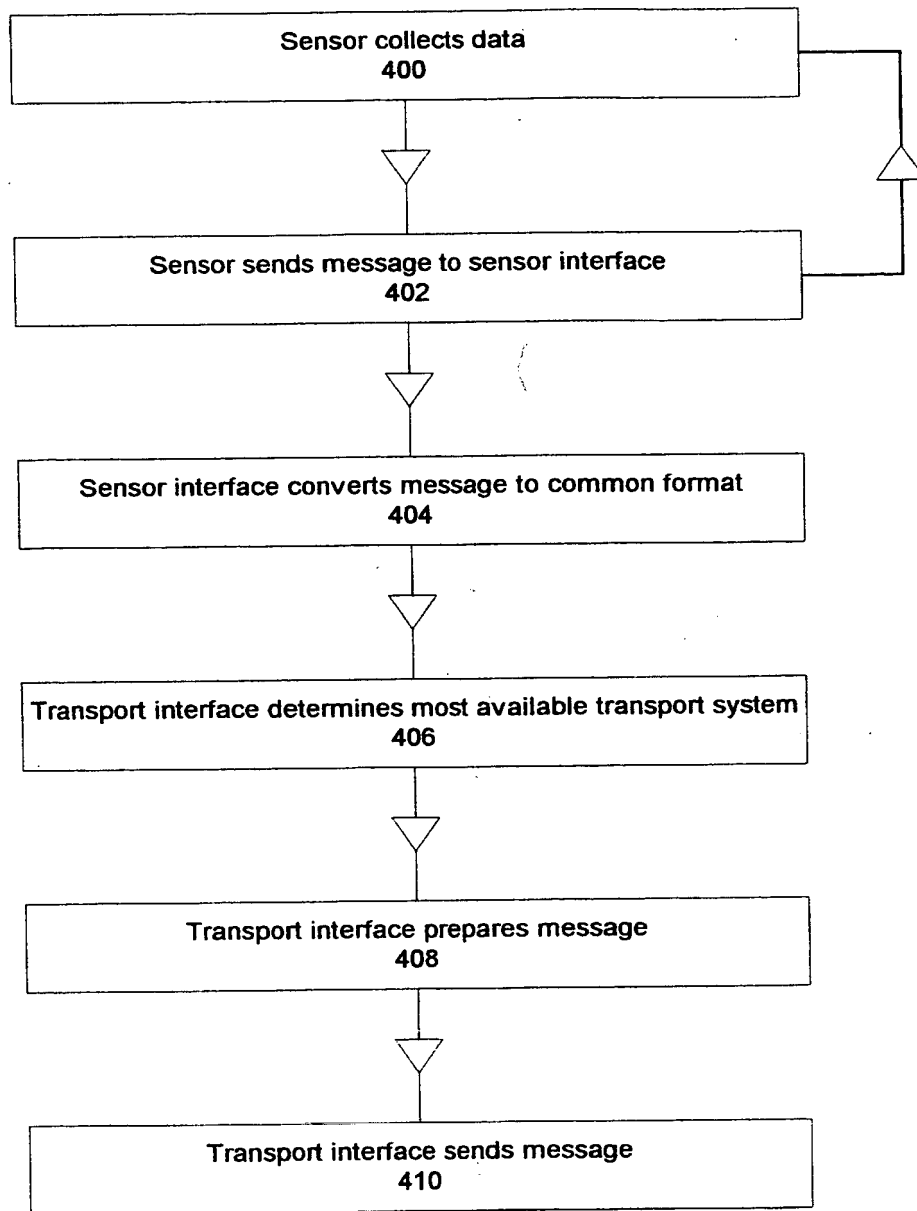 Sensor collects data
400
Sensor sends message to sensor interface
402
Sensor interface converts message to common format
404
Transport interface determines most available transport system
406
Transport interface prepares message
408
Transport interface sends message
410